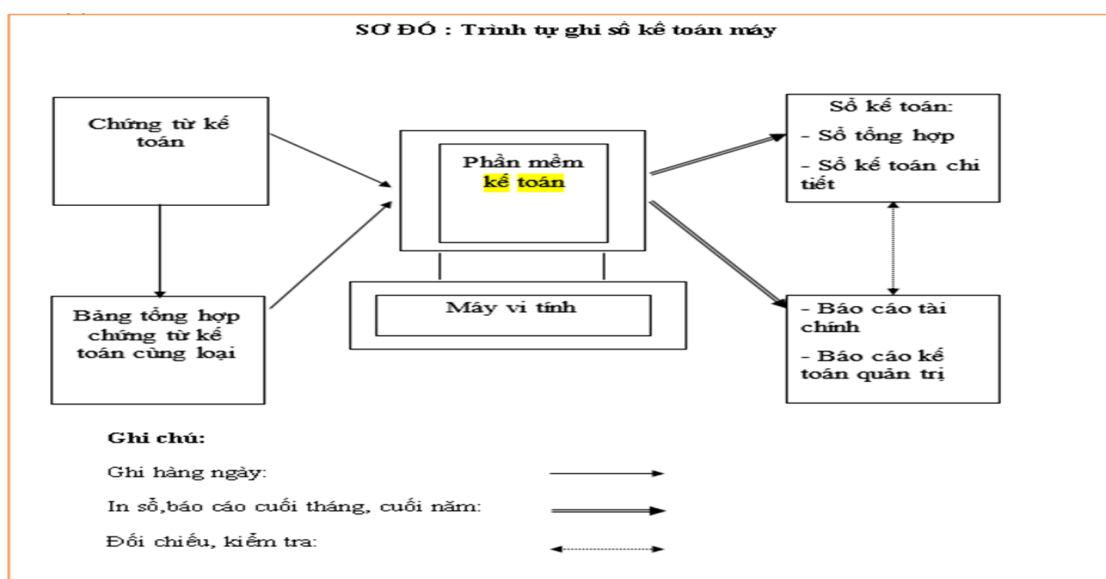 SƠ ĐỒ : Trình tự ghi sổ kế toán máy
Chứng từ kế
toán
Bảng tổng hợp
chứng từ kế
toán cùng loại
Phần mềm
kế toán
Máy vi tính
Sổ kế toán:
- Sổ tổng hợp
- Sổ kế toán chi
tiết
- Báo cáo tài
chính
- Báo cáo kế
toán quản trị
Ghi chú:
Ghi hàng ngày:
In sổ,báo cáo cuối tháng, cuối năm:
Đối chiếu, kiểm tra: